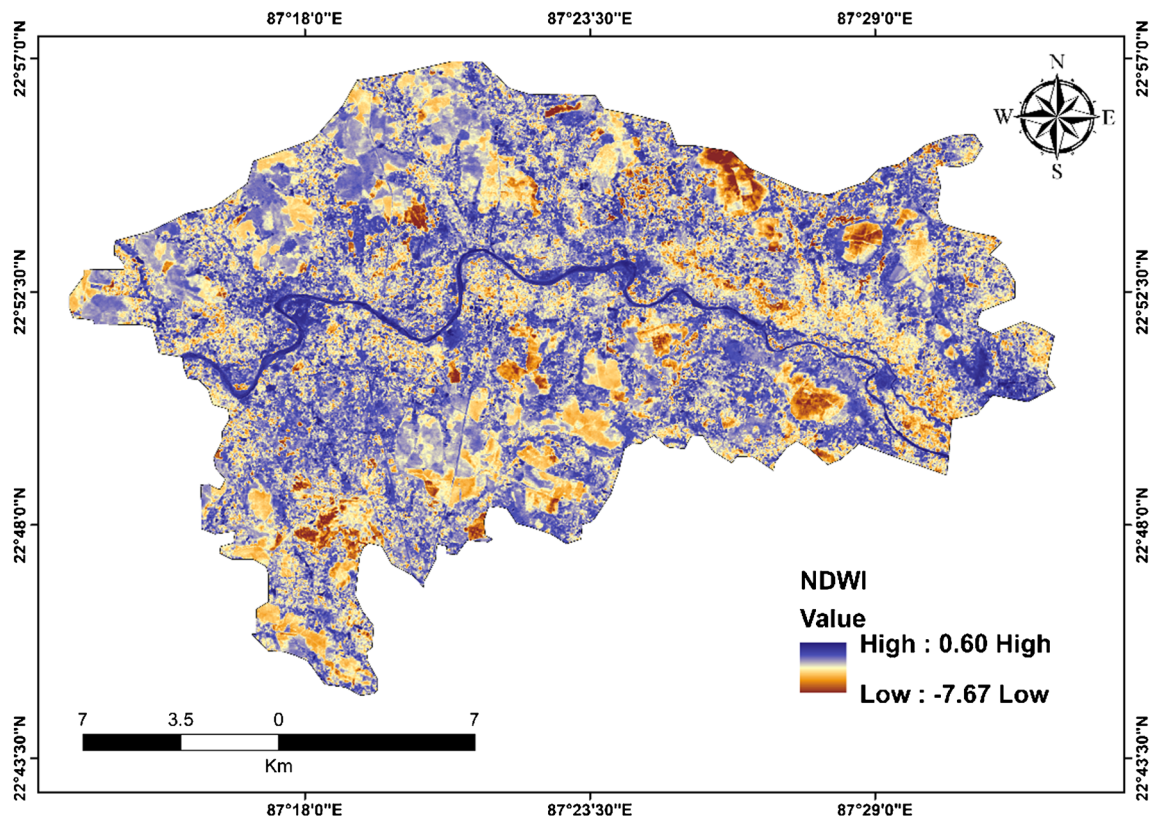 87°18'0"E 87°23'30"E 87°29'0"E
22°57'0"N
22°57'0"N
N
W E
S
22°52'30"N
22°52'30"N
22°48'0"N
22°48'0"N
NDWI
Value
High : 0.60 High
Low : -7.67 Low
7 3.5 0 7
Km
22°43'30"N
22°43'30"N
87°18'0"E 87°23'30"E 87°29'0"E